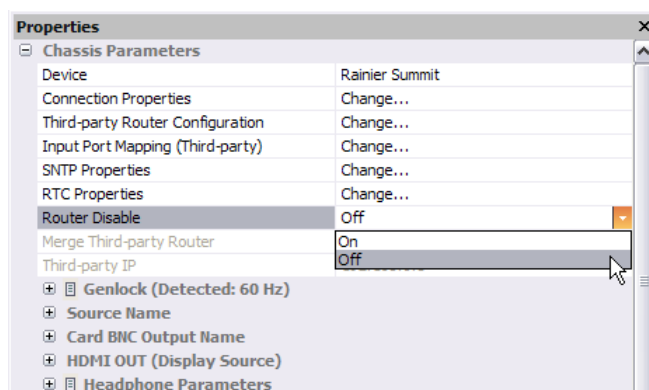 Properties
Chassis Parameters
Device Rainier Summit
Connection Properties Change...
Third-party Router Configuration Change...
Input Port Mapping (Third-party) Change...
SNTP Properties Change...
RTC Properties Change...
Router Disable Off
Merge Third-party Router On
Third-party IP Off
Genlock (Detected: 60 Hz)
Source Name
Card BNC Output Name
HDMI OUT (Display Source)
Headphone Parameters